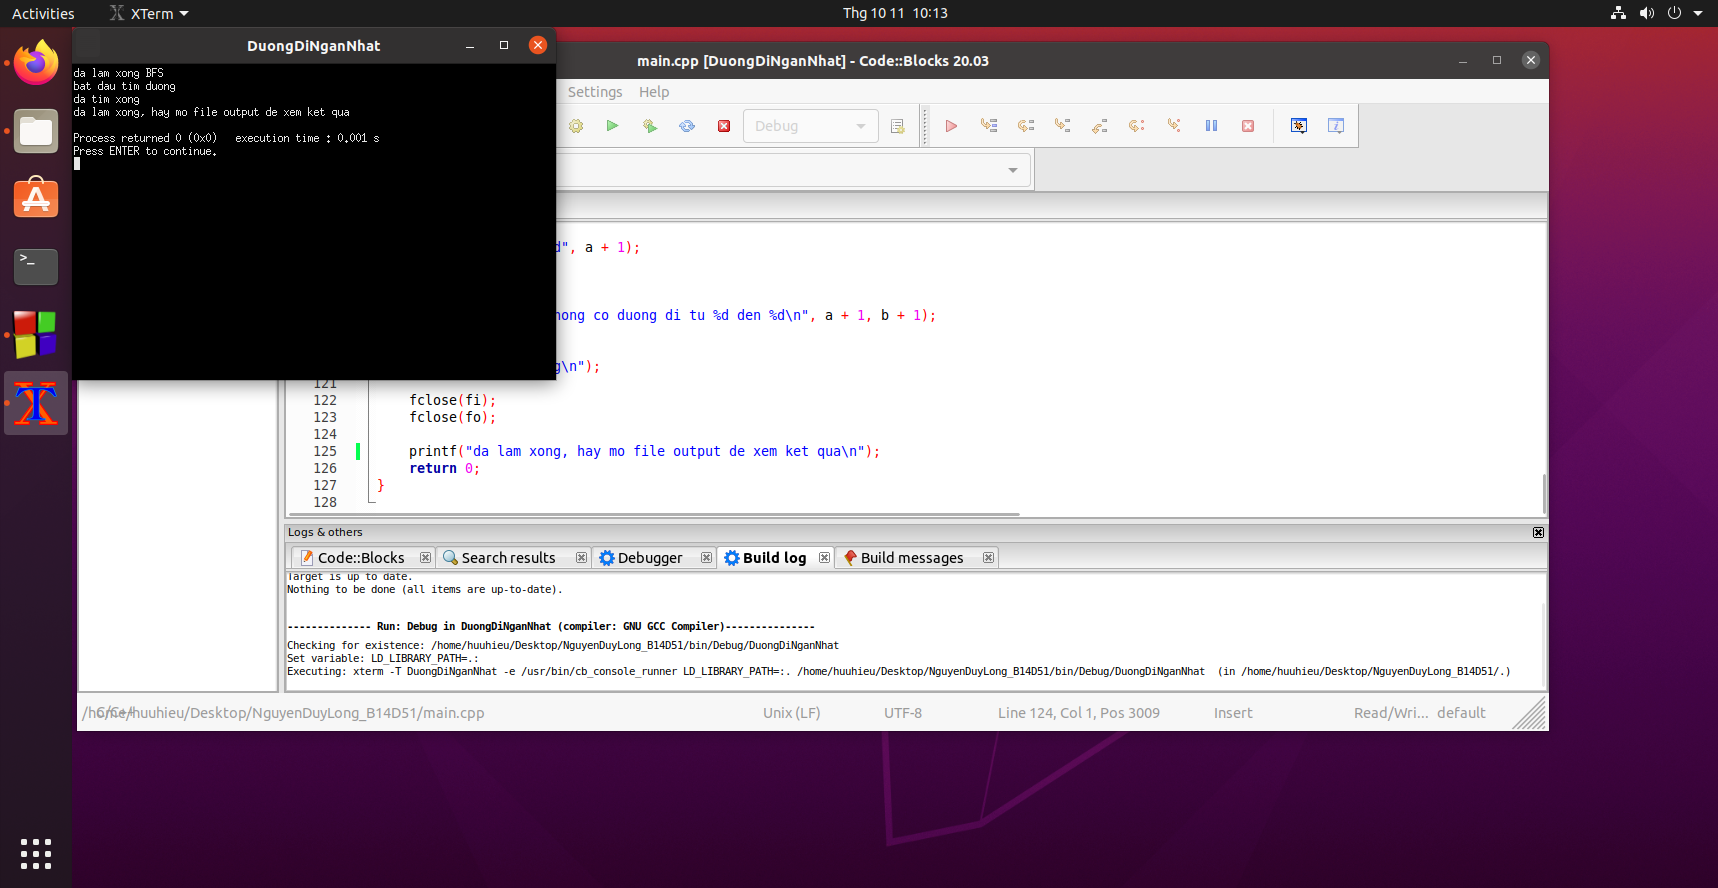 Activities
XTerm
Thg 10 11 10:13
DuongDiNganNhat
da lam xong BFS
bat dau tim duong
da tim xong
da lam xong, hay mo file output de xem ket qua
Process returned 0 (0x0) execution time : 0.001 s
Press ENTER to continue.
main.cpp [DuongDiNganNhat] - Code::Blocks 20.03
Settings Help
Debug
d", a + 1);
hong co duong di tu %d den %d\n", a + 1, b + 1);
g\n");
121
122 fclose(fi);
123 fclose(fo);
124
125 printf("da lam xong, hay mo file output de xem ket qua\n");
126 return 0;
127 }
128
Logs & others
Code::Blocks Search results Debugger Build log Build messages
Target is up to date.
Nothing to be done (all items are up-to-date).
-------------- Run: Debug in DuongDiNganNhat (compiler: GNU GCC Compiler)---------------
Checking for existence: /home/huuhieu/Desktop/NguyenDuyLong_B14D51/bin/Debug/DuongDiNganNhat
Set variable: LD_LIBRARY_PATH=.:
Executing: xterm -T DuongDiNganNhat -e /usr/bin/cb_console_runner LD_LIBRARY_PATH=:. /home/huuhieu/Desktop/NguyenDuyLong_B14D51/bin/Debug/DuongDiNganNhat (in /home/huuhieu/Desktop/NguyenDuyLong_B14D51/.)
/home/huuhieu/Desktop/NguyenDuyLong_B14D51/main.cpp C/C++ Unix (LF) UTF-8 Line 124, Col 1, Pos 3009 Insert Read/Wri... default